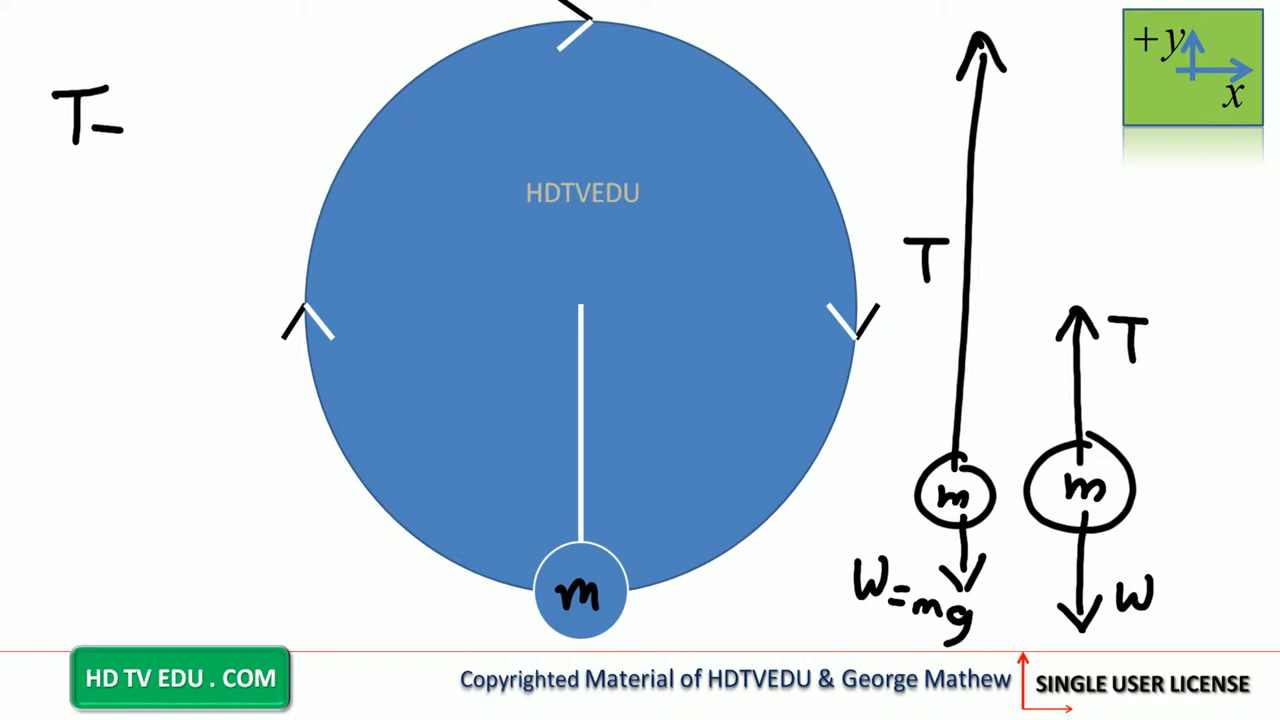 T-
HDTVEDU
m
T
m
W=mg
T
m
W
+y
x
HD TV EDU . COM
Copyrighted Material of HDTVEDU & George Mathew
SINGLE USER LICENSE